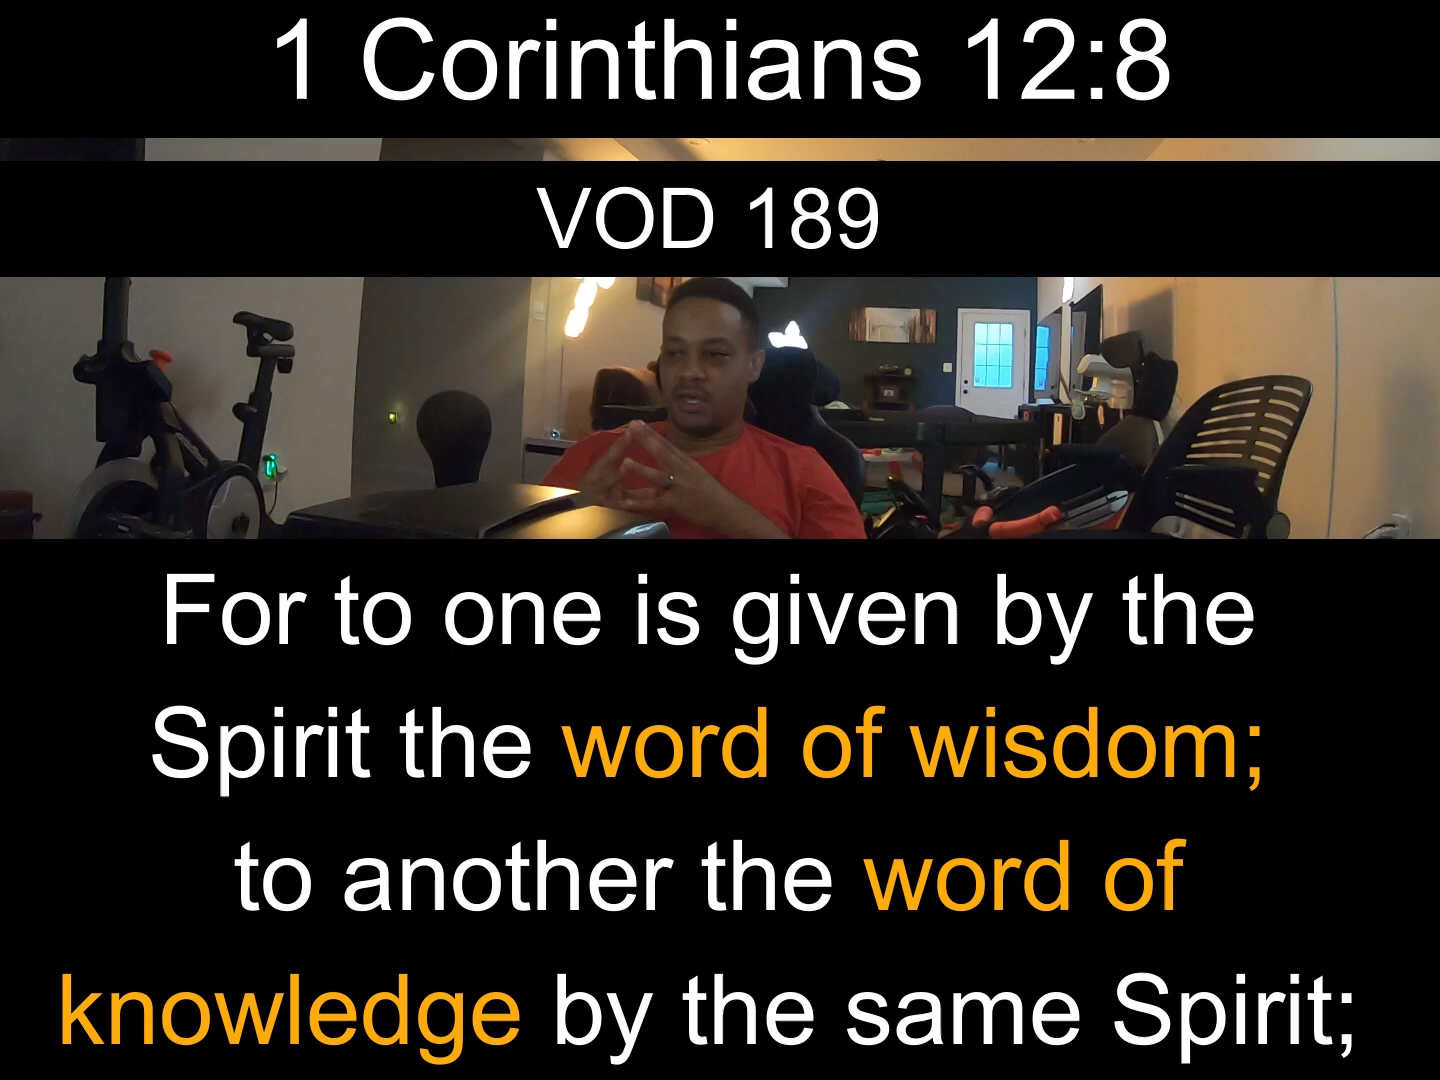 1 Corinthians 12:8
VOD 189
For to one is given by the
Spirit the word of wisdom;
to another the word of
knowledge by the same Spirit;